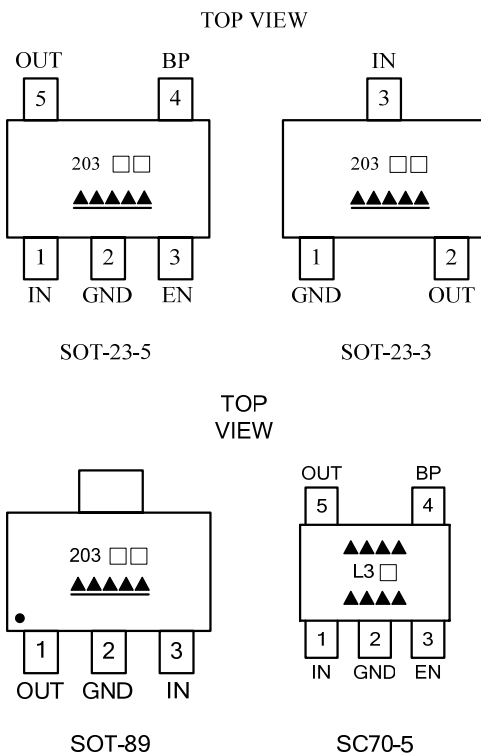 TOP VIEW
OUT BP IN
5 4 3
203 □□ 203 □□
▲▲▲▲▲ ▲▲▲▲▲
1 2 3 1 2
IN GND EN GND OUT
SOT-23-5 SOT-23-3
TOP
VIEW
OUT BP
5 4
▲▲▲▲
203 □□ L3 □
▲▲▲▲▲ ▲▲▲▲
1 2 3 1 2 3
OUT GND IN IN GND EN
SOT-89 SC70-5